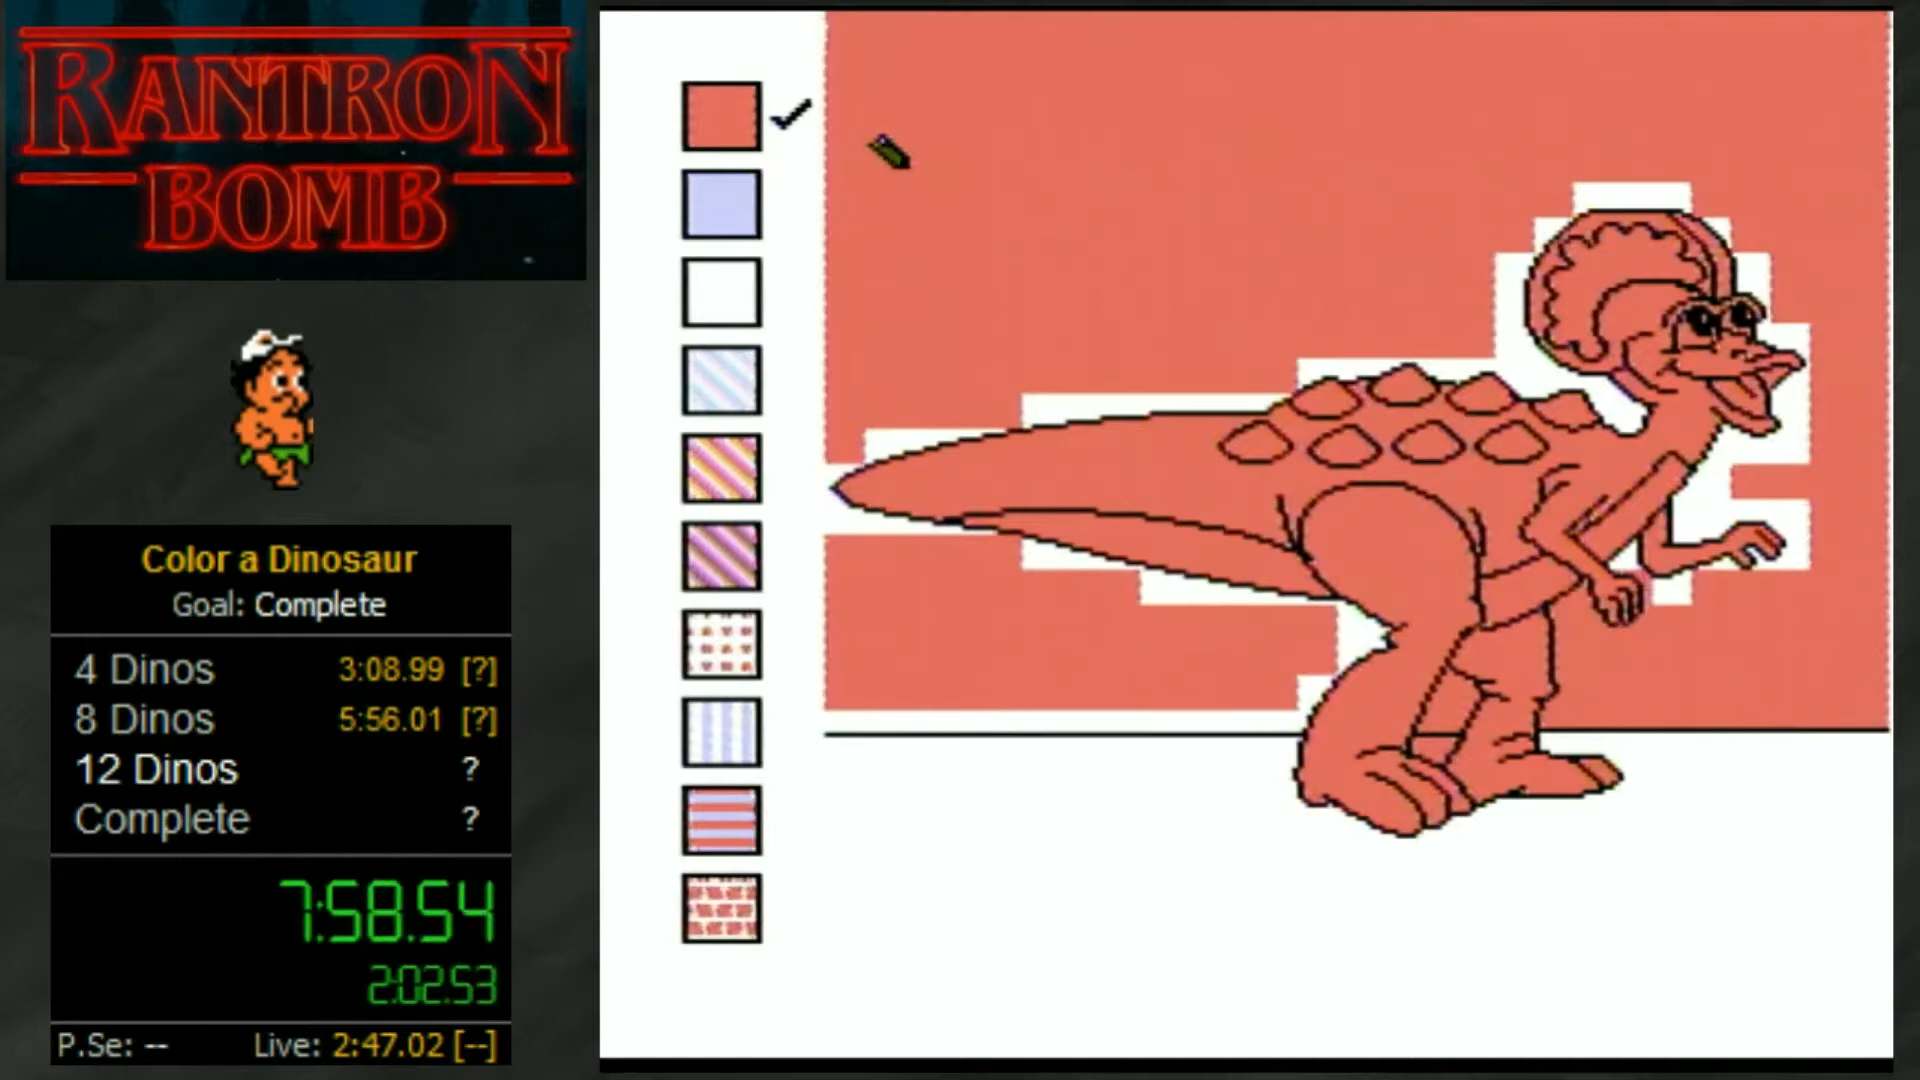 RANTRON
BOMB
Color a Dinosaur
Goal: Complete
4 Dinos 3:08.99 [?]
8 Dinos 5:56.01 [?]
12 Dinos ?
Complete ?
7:58.54
2:02.53
P.Se: -- Live: 2:47.02 [--]